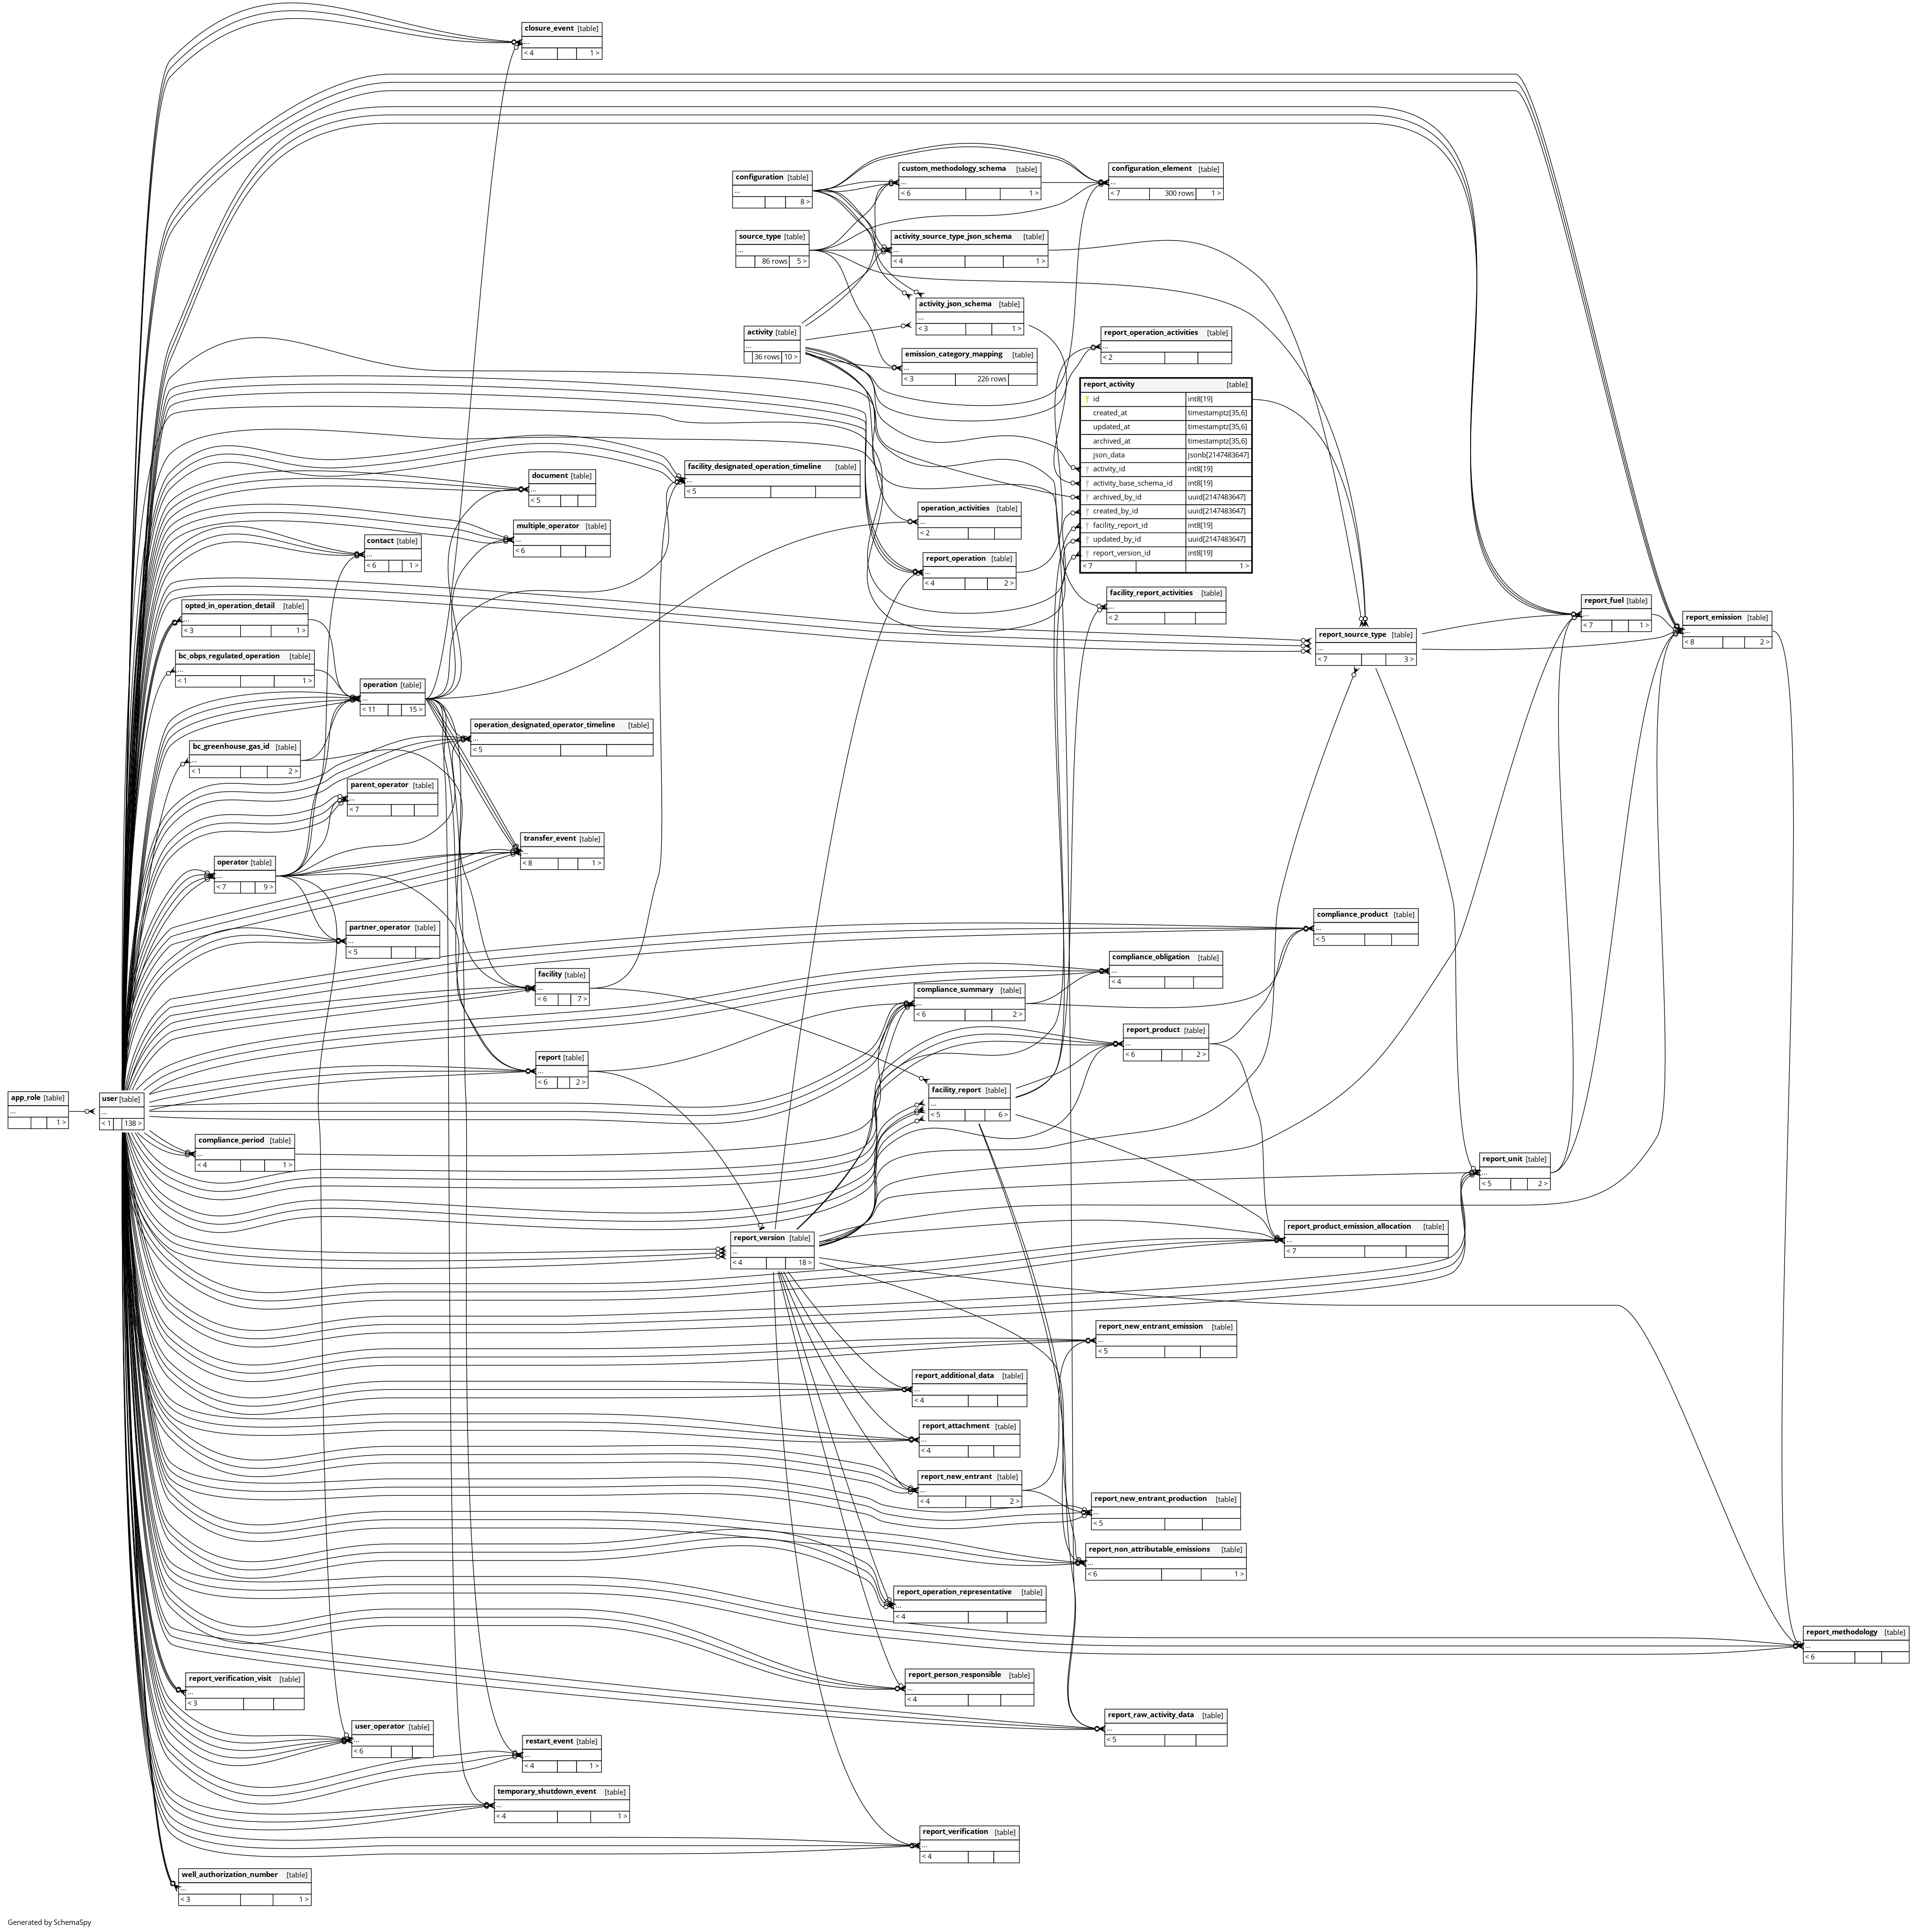 closure_event [table]
...
< 4 1 >
configuration [table]
...
8 >
custom_methodology_schema [table]
...
< 6 1 >
configuration_element [table]
...
< 7 300 rows 1 >
source_type [table]
...
86 rows 5 >
activity_source_type_json_schema [table]
...
< 4 1 >
activity_json_schema [table]
...
< 3 1 >
activity [table]
...
36 rows 10 >
report_operation_activities [table]
...
< 2
emission_category_mapping [table]
...
< 3 226 rows
report_activity [table]
id int8[19]
created_at timestamptz[35,6]
updated_at timestamptz[35,6]
archived_at timestamptz[35,6]
json_data jsonb[2147483647]
activity_id int8[19]
activity_base_schema_id int8[19]
archived_by_id uuid[2147483647]
created_by_id uuid[2147483647]
facility_report_id int8[19]
updated_by_id uuid[2147483647]
report_version_id int8[19]
< 7 1 >
facility_designated_operation_timeline [table]
...
< 5
document [table]
...
< 5
operation_activities [table]
...
< 2
multiple_operator [table]
...
< 6
contact [table]
...
< 6 1 >
report_operation [table]
...
< 4 2 >
facility_report_activities [table]
...
< 2
opted_in_operation_detail [table]
...
< 3 1 >
report_fuel [table]
...
< 7 1 >
report_emission [table]
...
< 8 2 >
report_source_type [table]
...
< 7 3 >
bc_obps_regulated_operation [table]
...
< 1 1 >
operation [table]
...
< 11 15 >
operation_designated_operator_timeline [table]
...
< 5
bc_greenhouse_gas_id [table]
...
< 1 2 >
parent_operator [table]
...
< 7
transfer_event [table]
...
< 8 1 >
operator [table]
...
< 7 9 >
compliance_product [table]
...
< 5
partner_operator [table]
...
< 5
compliance_obligation [table]
...
< 4
facility [table]
...
< 6 7 >
compliance_summary [table]
...
< 6 2 >
report_product [table]
...
< 6 2 >
report [table]
...
< 6 2 >
facility_report [table]
...
< 5 6 >
app_role [table]
...
1 >
user [table]
...
< 1 138 >
compliance_period [table]
...
< 4 1 >
report_unit [table]
...
< 5 2 >
report_product_emission_allocation [table]
...
< 7
report_version [table]
...
< 4 18 >
report_new_entrant_emission [table]
...
< 5
report_additional_data [table]
...
< 4
report_attachment [table]
...
< 4
report_new_entrant [table]
...
< 4 2 >
report_new_entrant_production [table]
...
< 5
report_non_attributable_emissions [table]
...
< 6 1 >
report_operation_representative [table]
...
< 4
report_methodology [table]
...
< 6
report_verification_visit [table]
...
< 3
report_person_responsible [table]
...
< 4
report_raw_activity_data [table]
...
< 5
user_operator [table]
...
< 6
restart_event [table]
...
< 4 1 >
temporary_shutdown_event [table]
...
< 4 1 >
report_verification [table]
...
< 4
well_authorization_number [table]
...
< 3 1 >
Generated by SchemaSpy